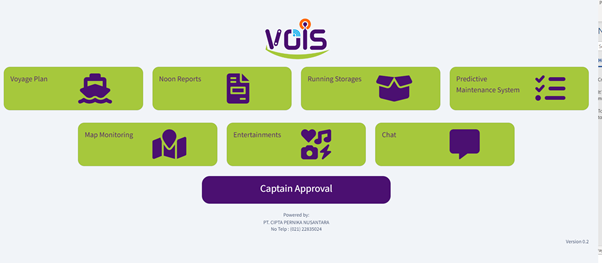 VOIS
Voyage Plan
Noon Reports
Running Storages
Predictive
Maintenance System
Map Monitoring
Entertainments
Chat
Captain Approval
Powered by:
PT. CIPTA PERNIKA NUSANTARA
No Telp : (021) 22835024
Version 0.2